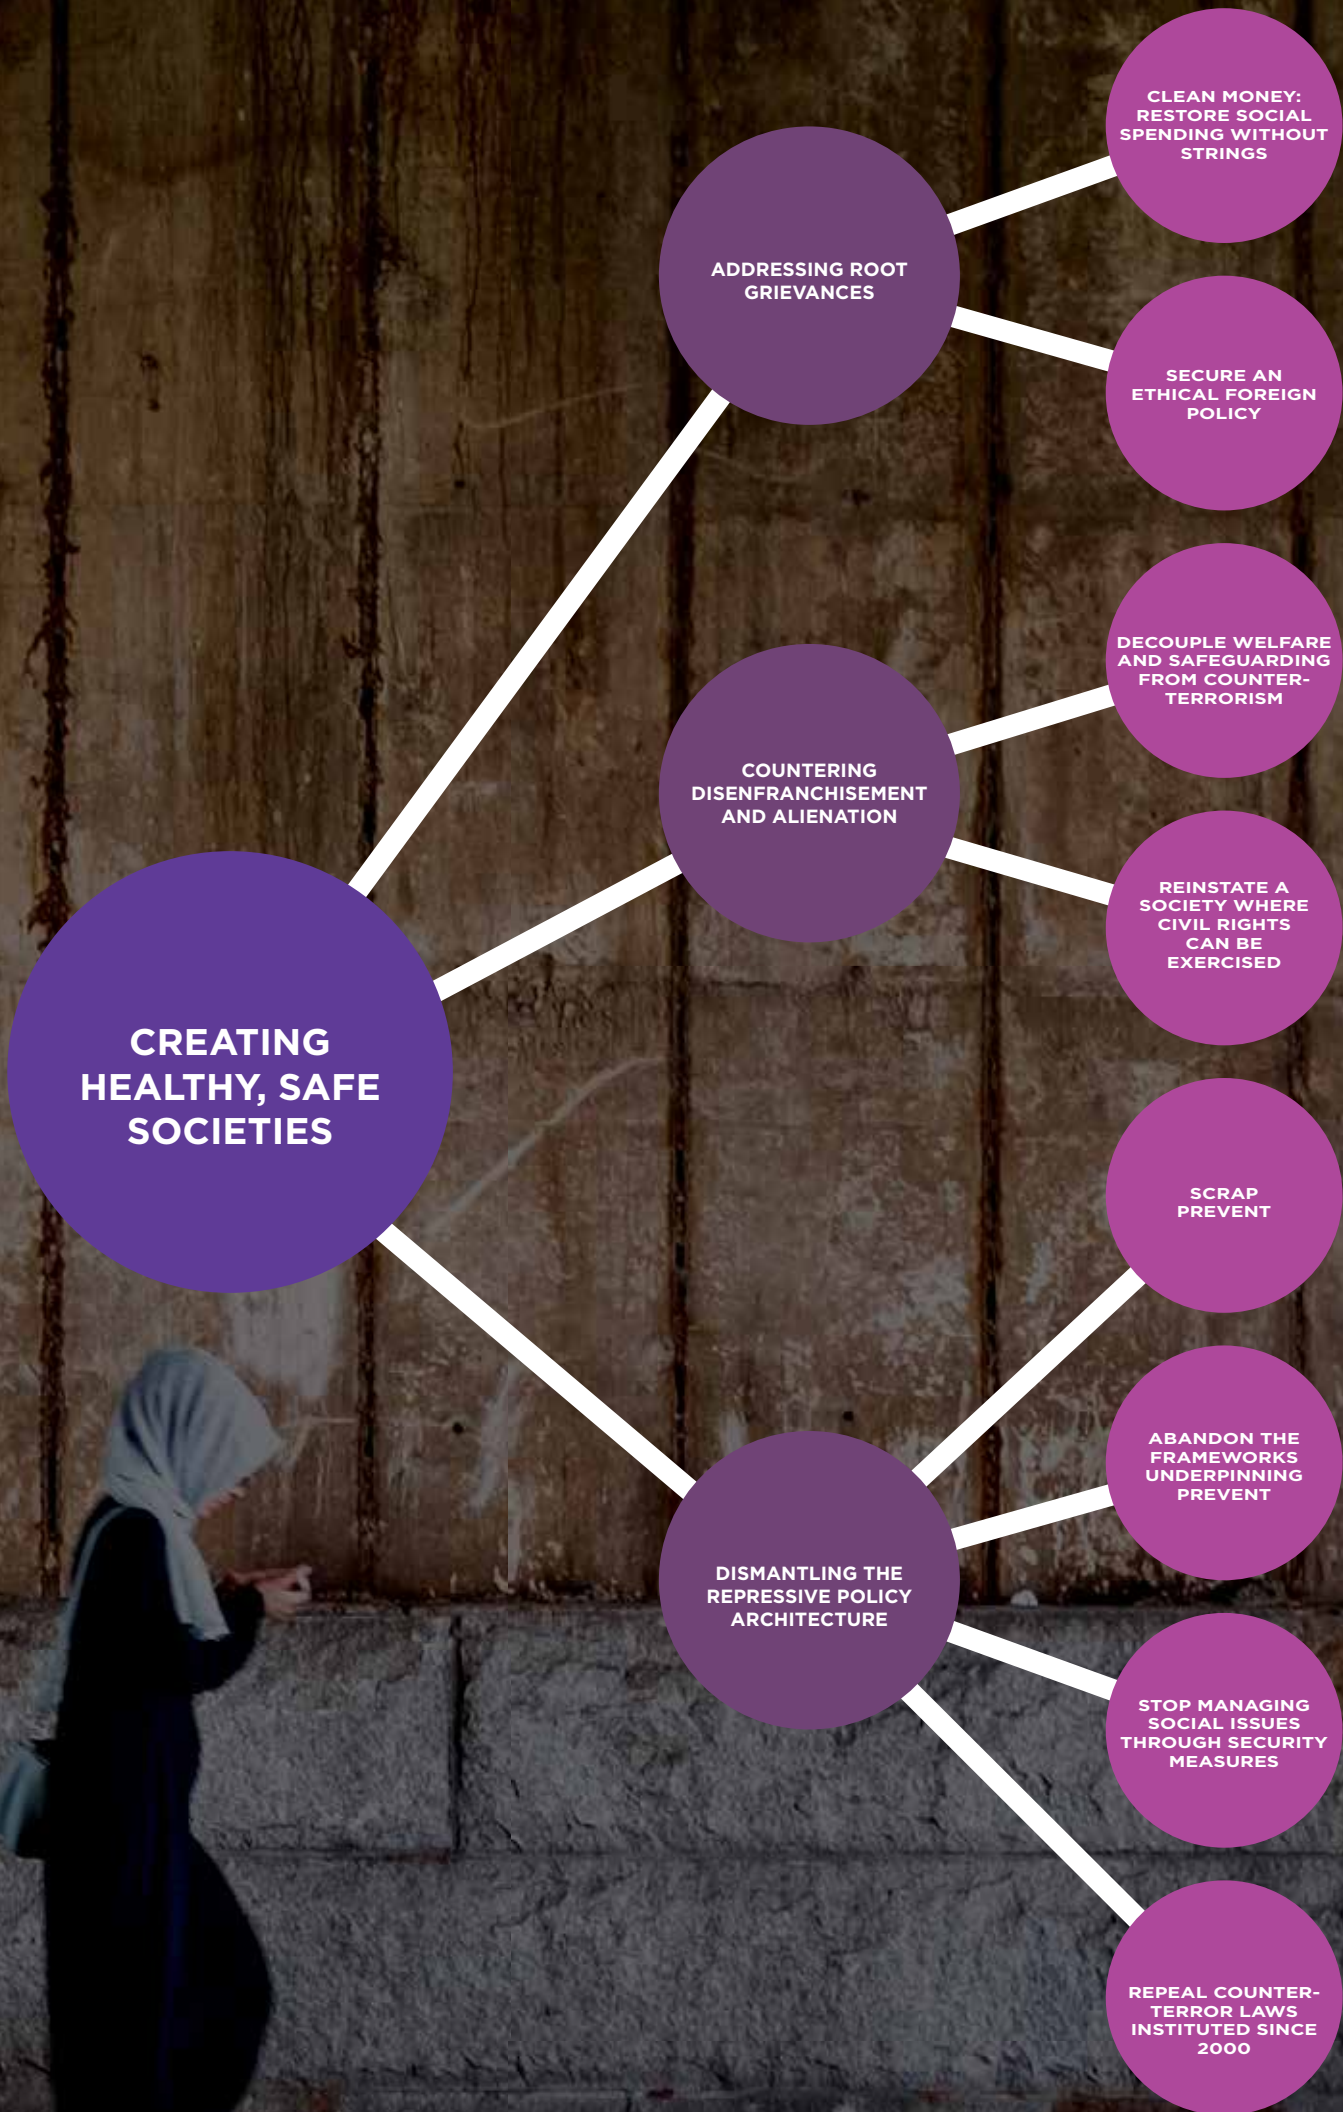 CLEAN MONEY:
RESTORE SOCIAL
SPENDING WITHOUT
STRINGS
ADDRESSING ROOT
GRIEVANCES
SECURE AN
ETHICAL FOREIGN
POLICY
DECOUPLE WELFARE
AND SAFEGUARDING
FROM COUNTER-
TERRORISM
COUNTERING
DISENFRANCHISEMENT
AND ALIENATION
REINSTATE A
SOCIETY WHERE
CIVIL RIGHTS
CAN BE
EXERCISED
CREATING
HEALTHY, SAFE
SOCIETIES
SCRAP
PREVENT
ABANDON THE
FRAMEWORKS
UNDERPINNING
PREVENT
DISMANTLING THE
REPRESSIVE POLICY
ARCHITECTURE
STOP MANAGING
SOCIAL ISSUES
THROUGH SECURITY
MEASURES
REPEAL COUNTER-
TERROR LAWS
INSTITUTED SINCE
2000